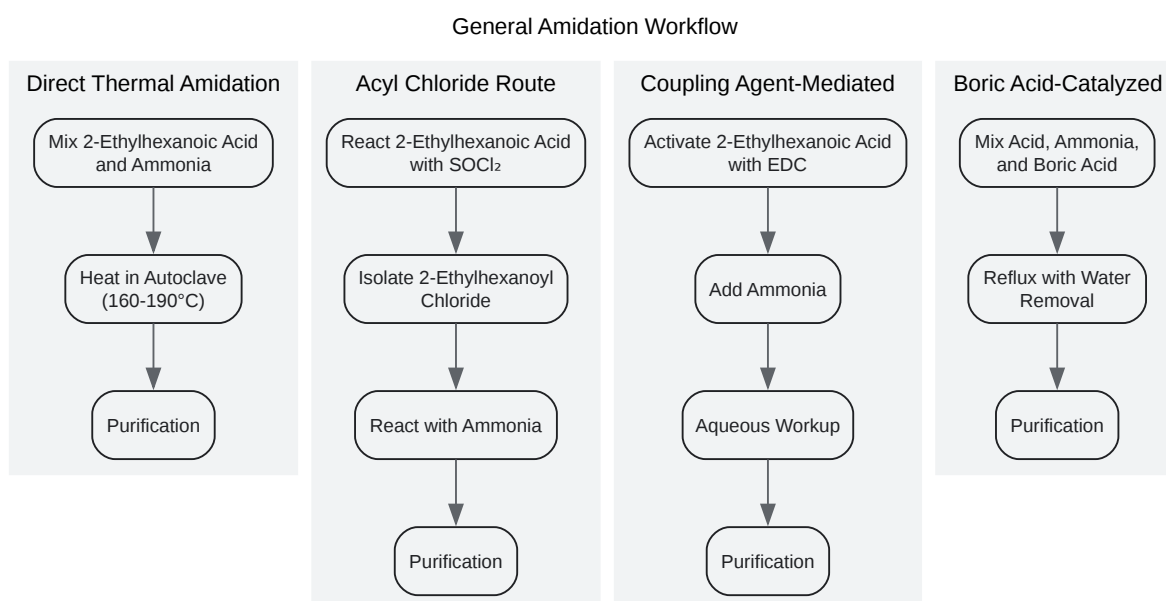 General Amidation Workflow
Direct Thermal Amidation
Mix 2-Ethylhexanoic Acid
and Ammonia
Heat in Autoclave
(160-190°C)
Purification
Acyl Chloride Route
React 2-Ethylhexanoic Acid
with SOCl₂
Isolate 2-Ethylhexanoyl
Chloride
React with Ammonia
Purification
Coupling Agent-Mediated
Activate 2-Ethylhexanoic Acid
with EDC
Add Ammonia
Aqueous Workup
Purification
Boric Acid-Catalyzed
Mix Acid, Ammonia,
and Boric Acid
Reflux with Water
Removal
Purification